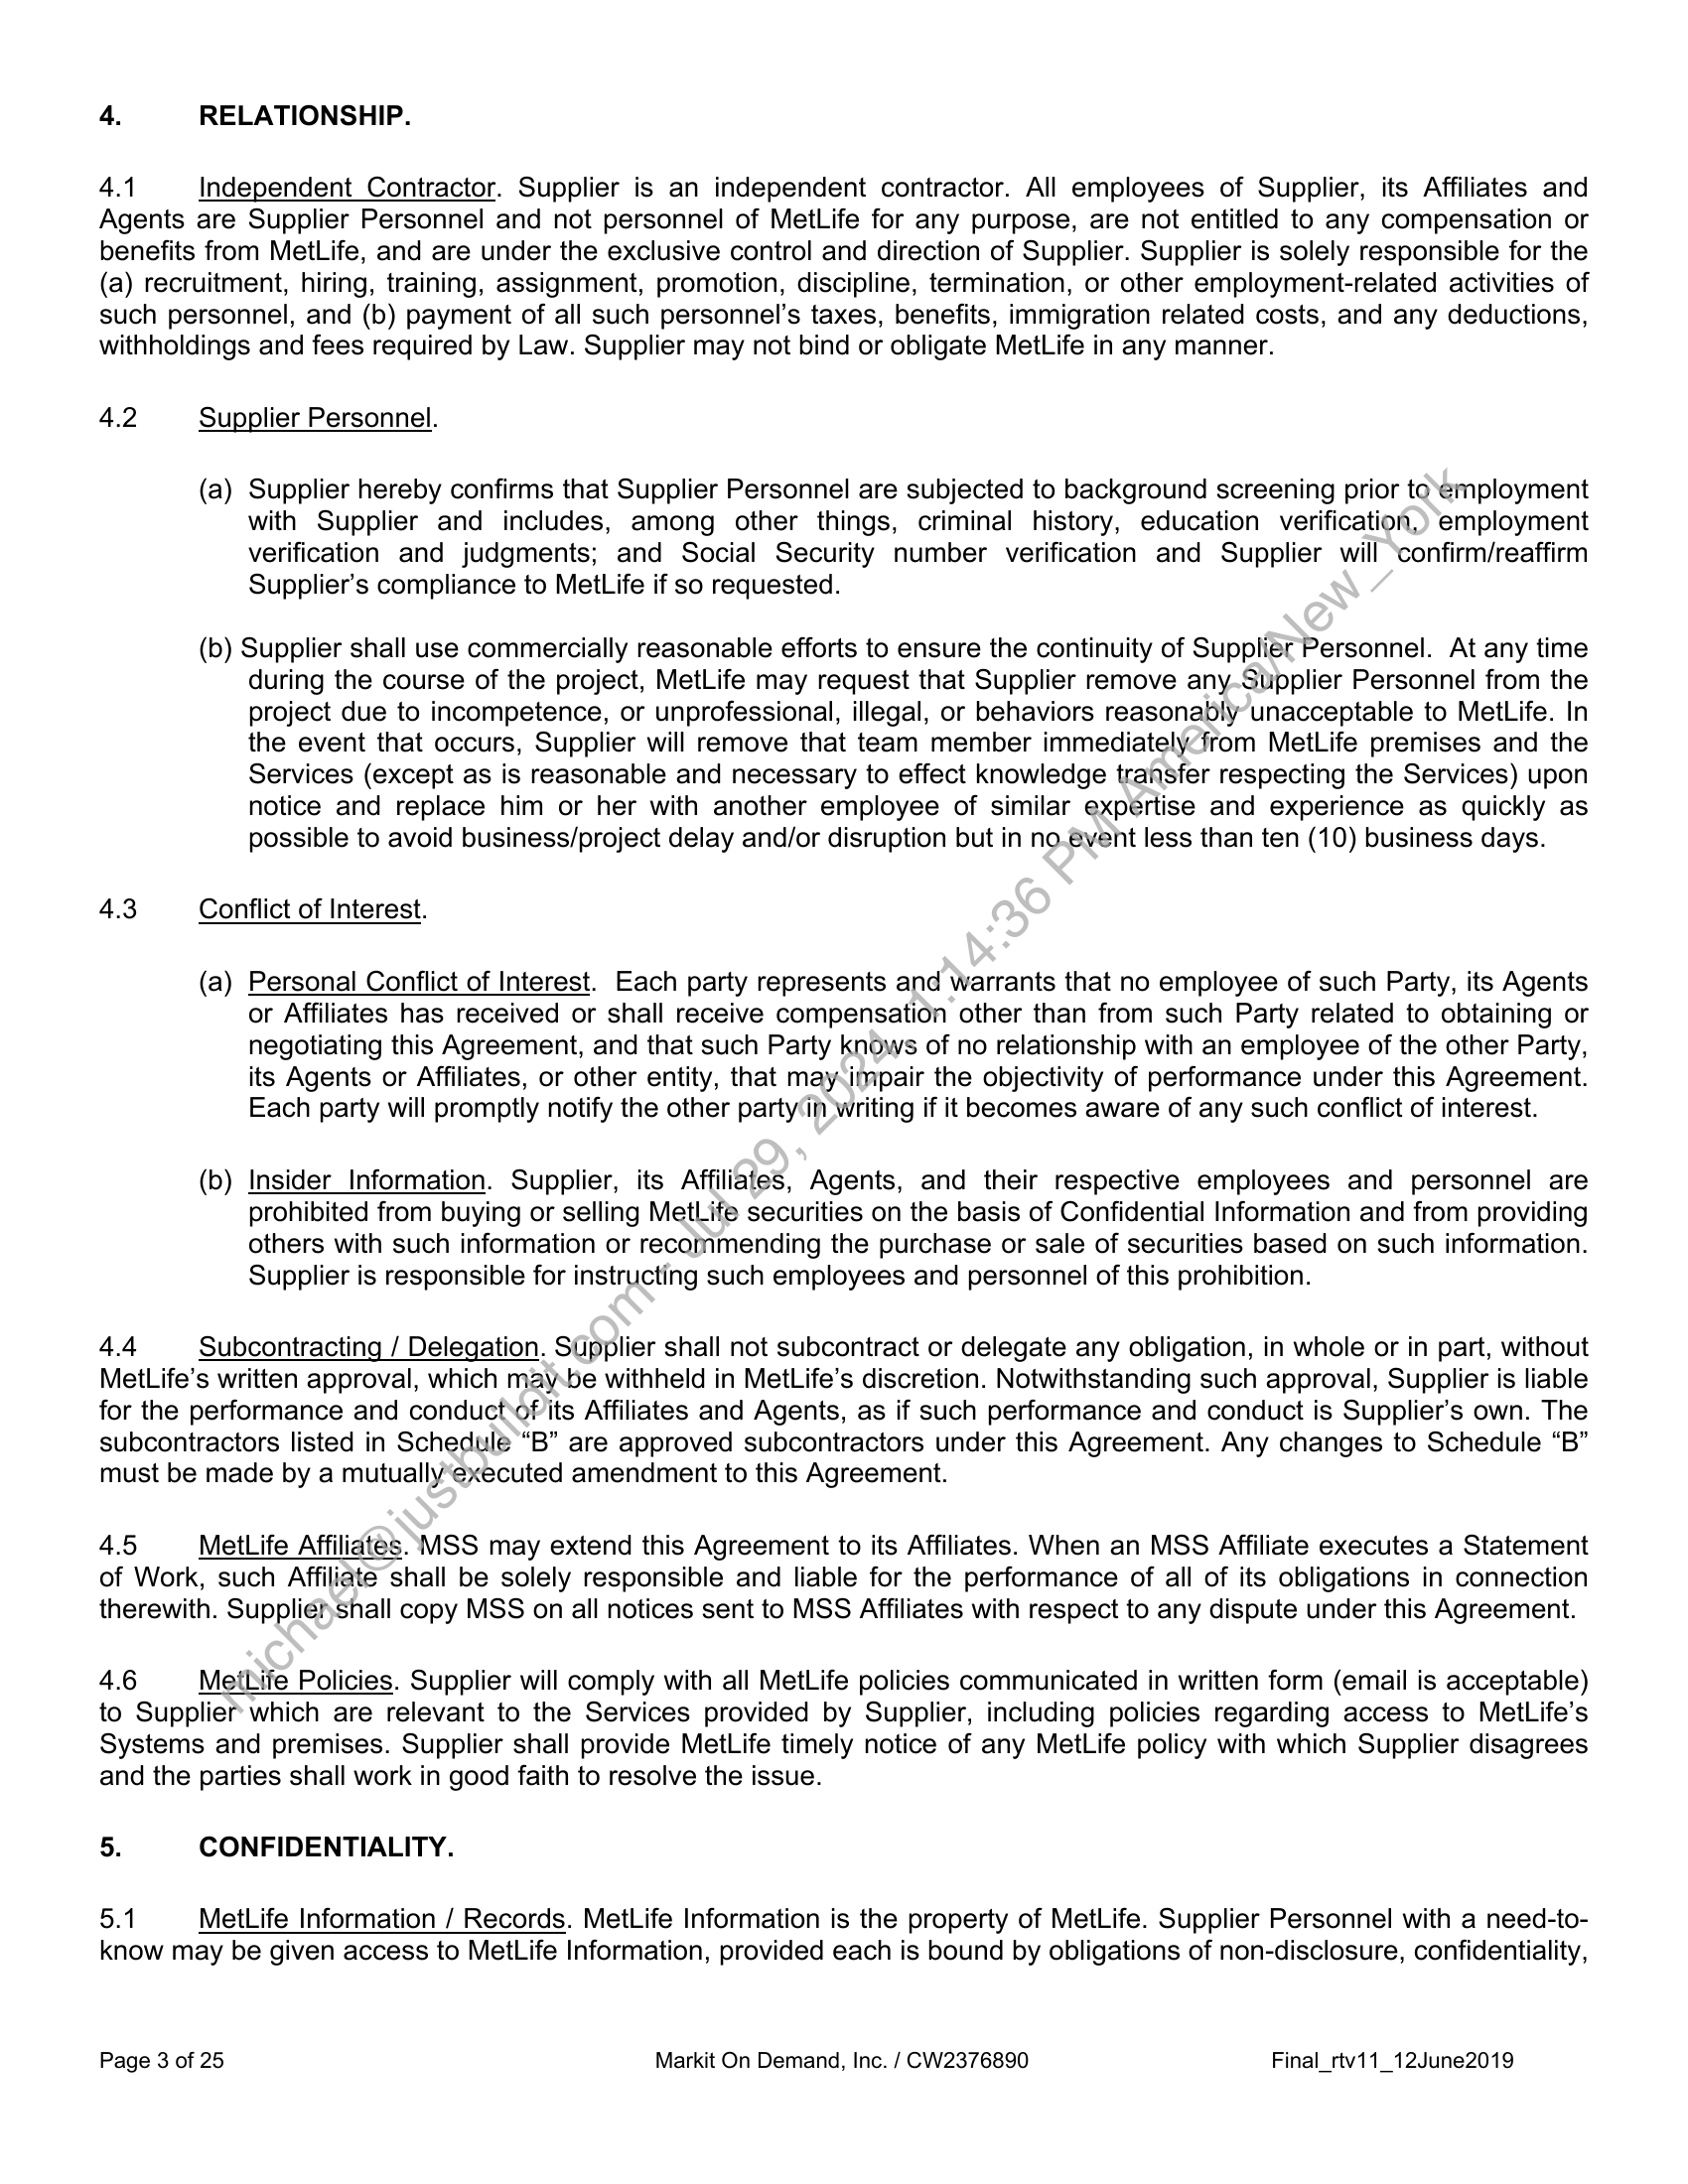 4. RELATIONSHIP.
4.1 Independent Contractor. Supplier is an independent contractor. All employees of Supplier, its Affiliates and
Agents are Supplier Personnel and not personnel of MetLife for any purpose, are not entitled to any compensation or
benefits from MetLife, and are under the exclusive control and direction of Supplier. Supplier is solely responsible for the
(a) recruitment, hiring, training, assignment, promotion, discipline, termination, or other employment-related activities of
such personnel, and (b) payment of all such personnel’s taxes, benefits, immigration related costs, and any deductions,
withholdings and fees required by Law. Supplier may not bind or obligate MetLife in any manner.
4.2 Supplier Personnel.
(a) Supplier hereby confirms that Supplier Personnel are subjected to background screening prior to employment
with Supplier and includes, among other things, criminal history, education verification, employment
verification and judgments; and Social Security number verification and Supplier will confirm/reaffirm
Supplier’s compliance to MetLife if so requested.
(b) Supplier shall use commercially reasonable efforts to ensure the continuity of Supplier Personnel. At any time
during the course of the project, MetLife may request that Supplier remove any Supplier Personnel from the
project due to incompetence, or unprofessional, illegal, or behaviors reasonably unacceptable to MetLife. In
the event that occurs, Supplier will remove that team member immediately from MetLife premises and the
Services (except as is reasonable and necessary to effect knowledge transfer respecting the Services) upon
notice and replace him or her with another employee of similar expertise and experience as quickly as
possible to avoid business/project delay and/or disruption but in no event less than ten (10) business days.
4.3 Conflict of Interest.
(a) Personal Conflict of Interest. Each party represents and warrants that no employee of such Party, its Agents
or Affiliates has received or shall receive compensation other than from such Party related to obtaining or
negotiating this Agreement, and that such Party knows of no relationship with an employee of the other Party,
its Agents or Affiliates, or other entity, that may impair the objectivity of performance under this Agreement.
Each party will promptly notify the other party in writing if it becomes aware of any such conflict of interest.
(b) Insider Information. Supplier, its Affiliates, Agents, and their respective employees and personnel are
prohibited from buying or selling MetLife securities on the basis of Confidential Information and from providing
others with such information or recommending the purchase or sale of securities based on such information.
Supplier is responsible for instructing such employees and personnel of this prohibition.
4.4 Subcontracting / Delegation. Supplier shall not subcontract or delegate any obligation, in whole or in part, without
MetLife’s written approval, which may be withheld in MetLife’s discretion. Notwithstanding such approval, Supplier is liable
for the performance and conduct of its Affiliates and Agents, as if such performance and conduct is Supplier’s own. The
subcontractors listed in Schedule “B” are approved subcontractors under this Agreement. Any changes to Schedule “B”
must be made by a mutually executed amendment to this Agreement.
4.5 MetLife Affiliates. MSS may extend this Agreement to its Affiliates. When an MSS Affiliate executes a Statement
of Work, such Affiliate shall be solely responsible and liable for the performance of all of its obligations in connection
therewith. Supplier shall copy MSS on all notices sent to MSS Affiliates with respect to any dispute under this Agreement.
4.6 MetLife Policies. Supplier will comply with all MetLife policies communicated in written form (email is acceptable)
to Supplier which are relevant to the Services provided by Supplier, including policies regarding access to MetLife’s
Systems and premises. Supplier shall provide MetLife timely notice of any MetLife policy with which Supplier disagrees
and the parties shall work in good faith to resolve the issue.
5. CONFIDENTIALITY.
5.1 MetLife Information / Records. MetLife Information is the property of MetLife. Supplier Personnel with a need-to-
know may be given access to MetLife Information, provided each is bound by obligations of non-disclosure, confidentiality,
Page 3 of 25 Markit On Demand, Inc. / CW2376890 Final_rtv11_12June2019
michael@justbuildit.com - Jul 29, 2024, 1:14:36 PM America/New_York